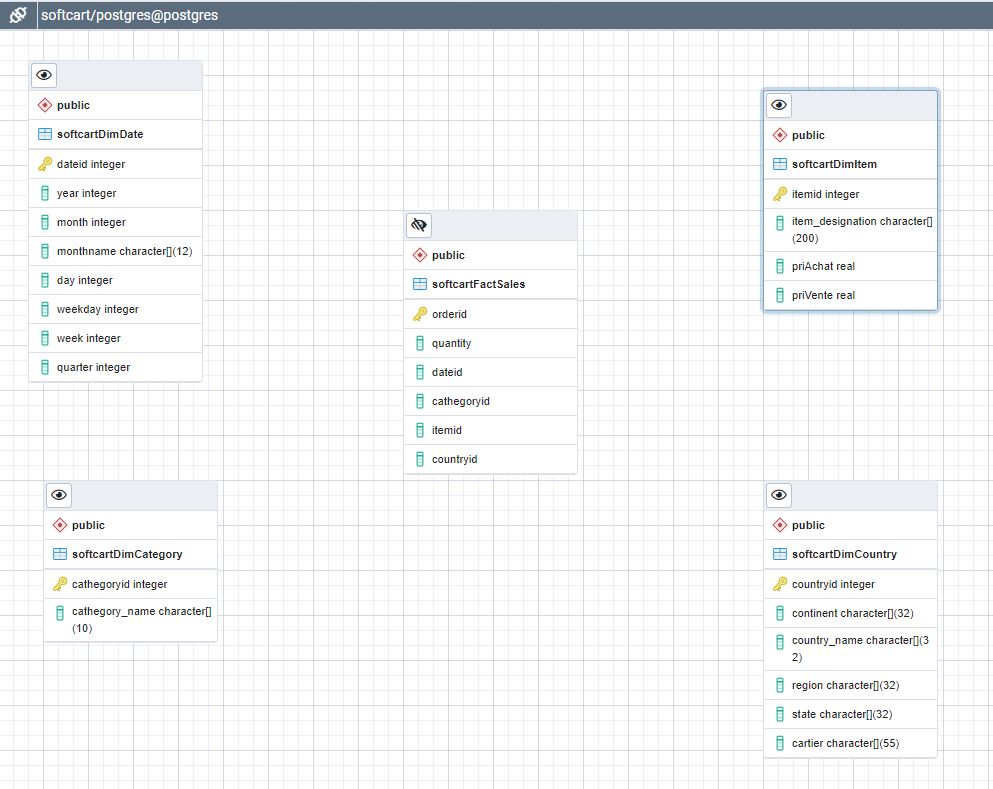 softcart/postgres@postgres
public
softcartDimDate
dateid integer
year integer
month integer
monthname character[](12)
day integer
weekday integer
week integer
quarter integer
public
softcartFactSales
orderid
quantity
dateid
cathegoryid
itemid
countryid
public
softcartDimItem
itemid integer
item_designation character[]
(200)
priAchat real
priVente real
public
softcartDimCategory
cathegoryid integer
cathegory_name character[]
(10)
public
softcartDimCountry
countryid integer
continent character[](32)
country_name character[](3
2)
region character[](32)
state character[](32)
cartier character[](55)